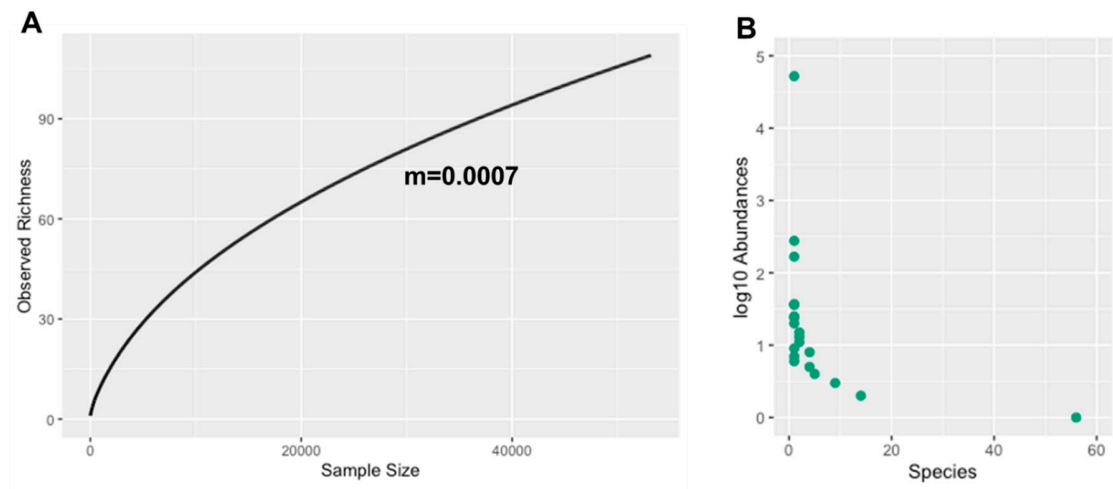 A
Observed Richness
90
60
30
0
m=0.0007
0 20000 40000
Sample Size
B
log10 Abundances
5
4
3
2
1
0
0 20 40 60
Species